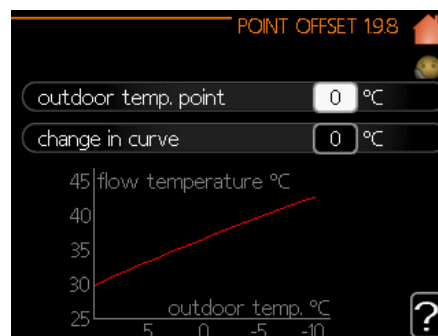 POINT OFFSET 1.9.8
outdoor temp. point 0 °C
change in curve 0 °C
45 flow temperature °C
40
35
30
outdoor temp. °C
25
5 0 -5 -10
?